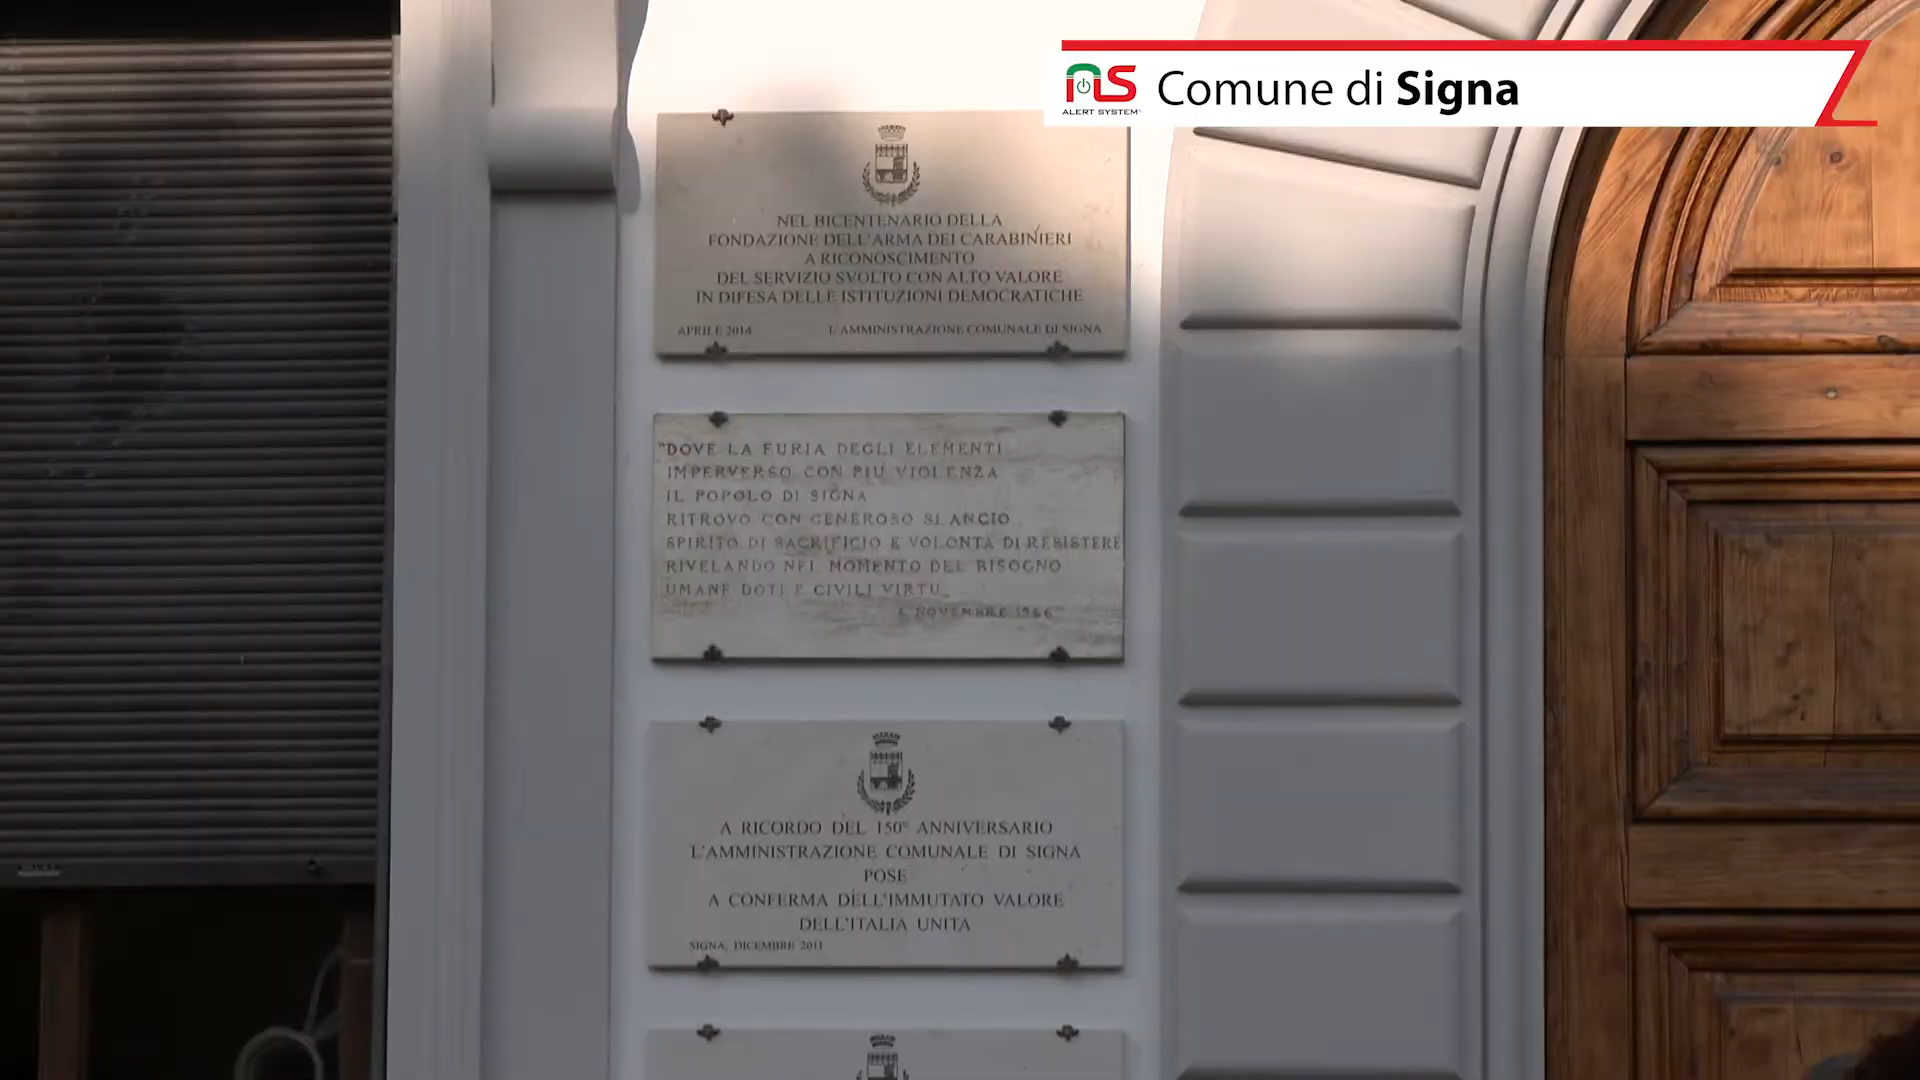 NS
ALERT SYSTEM
Comune di Signa
NEL BICENTENARIO DELLA
FONDAZIONE DELL'ARMA DEI CARABINIERI
A RICONOSCIMENTO
DEL SERVIZIO SVOLTO CON ALTO VALORE
IN DIFESA DELLE ISTITUZIONI DEMOCRATICHE
APRILE 2014 L'AMMINISTRAZIONE COMUNALE DI SIGNA
"DOVE LA FURIA DEGLI ELEMENTI
IMPERVERSO CON PIU VIOLENZA
IL POPOLO DI SIGNA
RITROVO CON GENEROSO SLANCIO
SPIRITO DI SACRIFICIO E VOLONTA DI RESISTERE
RIVELANDO NEL MOMENTO DEL BISOGNO
UMANE DOTI E CIVILI VIRTU
NOVEMBRE 1966
A RICORDO DEL 150° ANNIVERSARIO
L'AMMINISTRAZIONE COMUNALE DI SIGNA
POSE
A CONFERMA DELL'IMMUTATO VALORE
DELL'ITALIA UNITA
SIGNA, DICEMBRE 2011